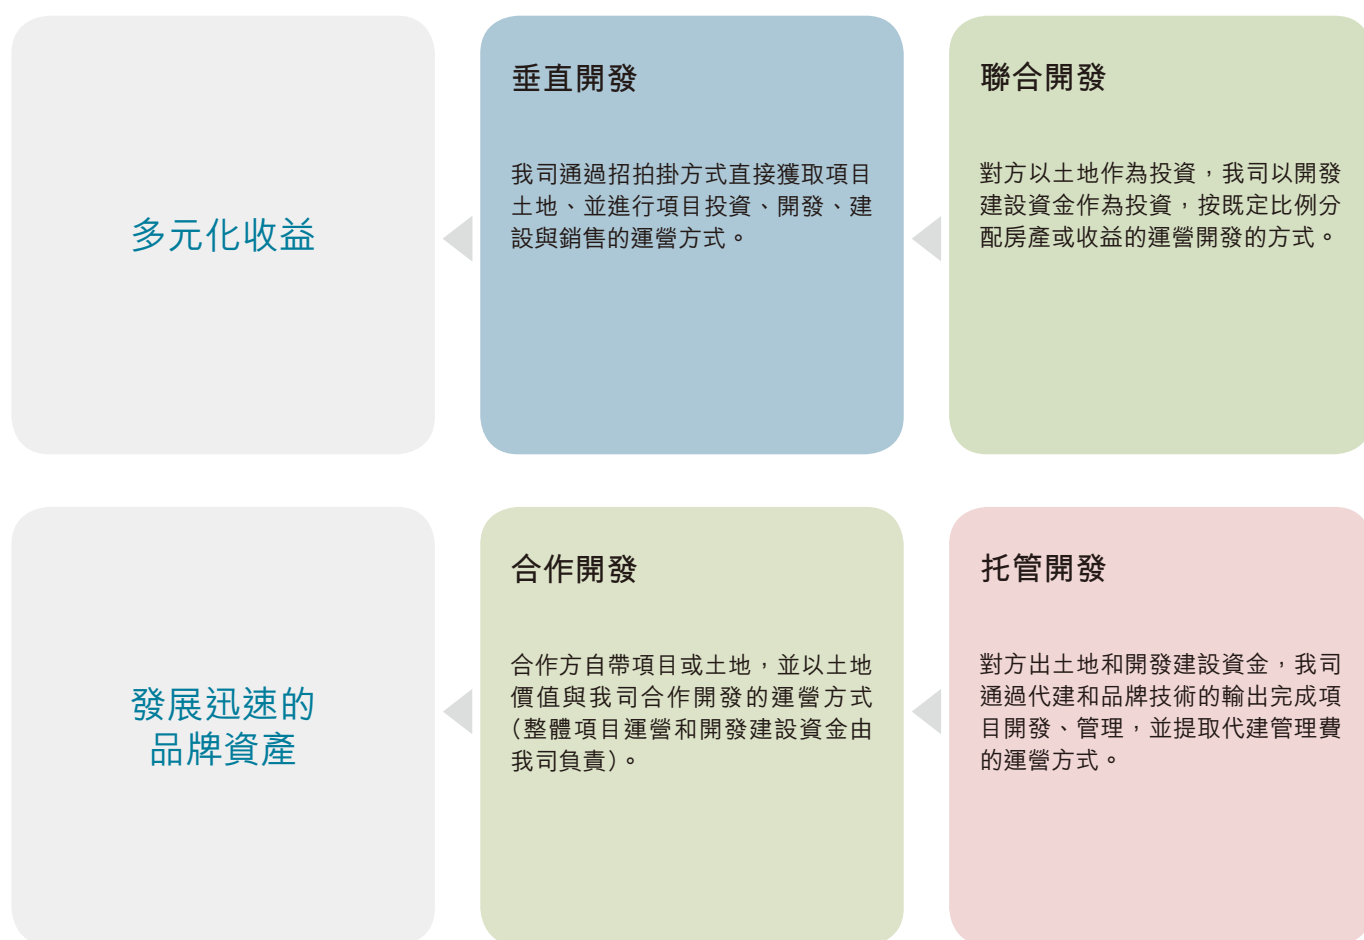 多元化收益
垂直開發
我司通過招拍掛方式直接獲取項目
土地、並進行項目投資、開發、建
設與銷售的運營方式。
聯合開發
對方以土地作為投資，我司以開發
建設資金作為投資，按既定比例分
配房產或收益的運營開發的方式。
發展迅速的
品牌資產
合作開發
合作方自帶項目或土地，並以土地
價值與我司合作開發的運營方式
（整體項目運營和開發建設資金由
我司負責）。
托管開發
對方出土地和開發建設資金，我司
通過代建和品牌技術的輸出完成項
目開發、管理，並提取代建管理費
的運營方式。